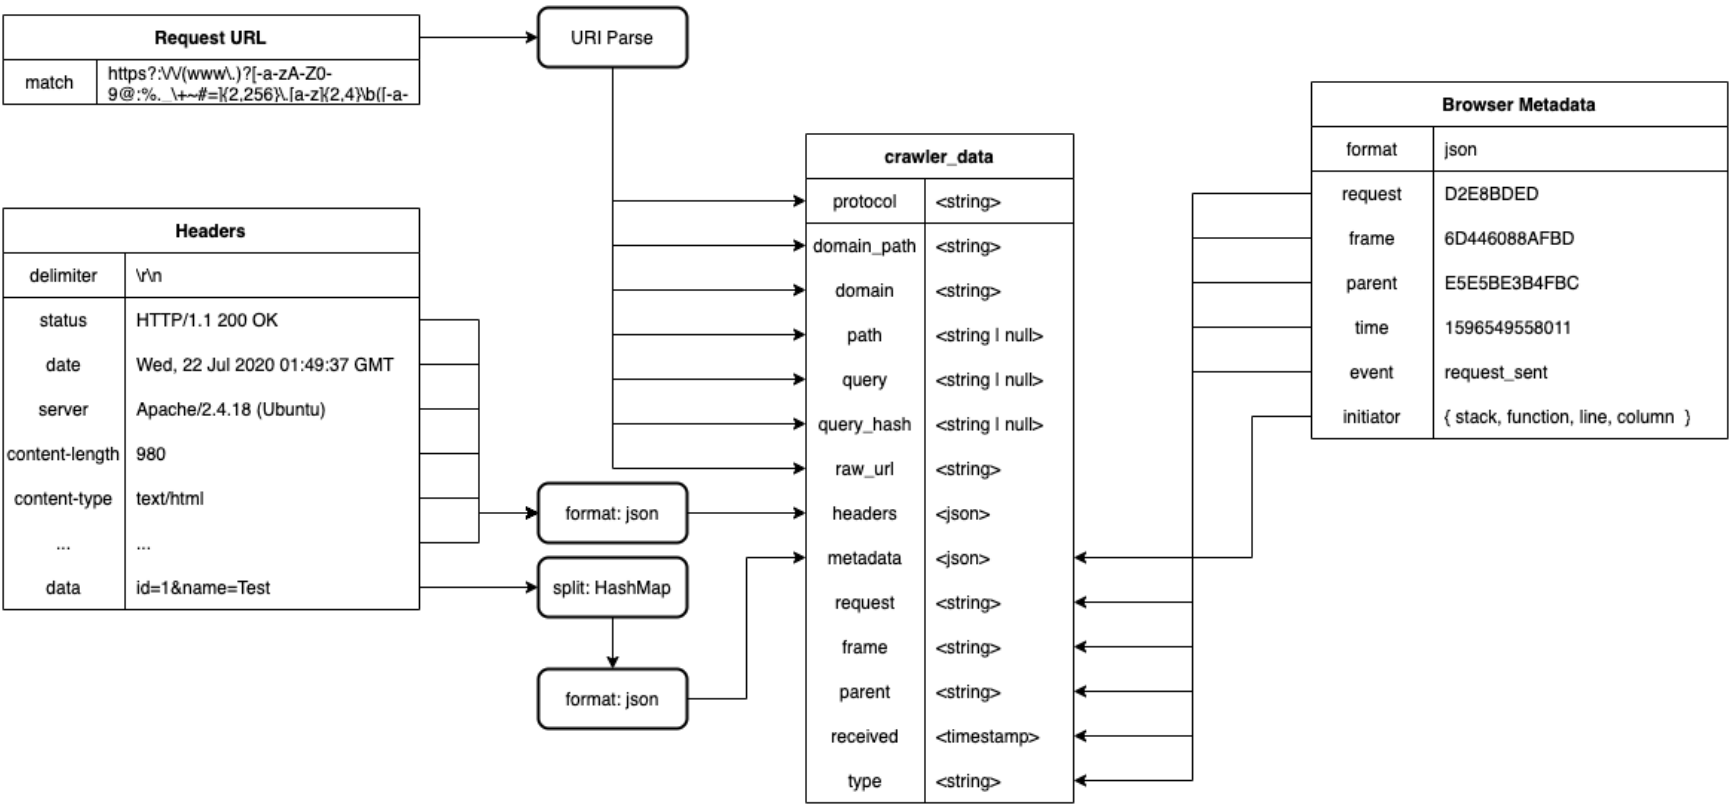 Request URL
match
https?:\/\/(www\.)?[-a-zA-Z0-
9@:%._\+~#=]{2,256}\.[a-z]{2,4}\b([-a-
URI Parse
Headers
delimiter \r\n
status HTTP/1.1 200 OK
date Wed, 22 Jul 2020 01:49:37 GMT
server Apache/2.4.18 (Ubuntu)
content-length 980
content-type text/html
... ...
data id=1&name=Test
format: json
split: HashMap
format: json
crawler_data
protocol <string>
domain_path <string>
domain <string>
path <string | null>
query <string | null>
query_hash <string | null>
raw_url <string>
headers <json>
metadata <json>
request <string>
frame <string>
parent <string>
received <timestamp>
type <string>
Browser Metadata
format json
request D2E8BDED
frame 6D446088AFBD
parent E5E5BE3B4FBC
time 1596549558011
event request_sent
initiator { stack, function, line, column }